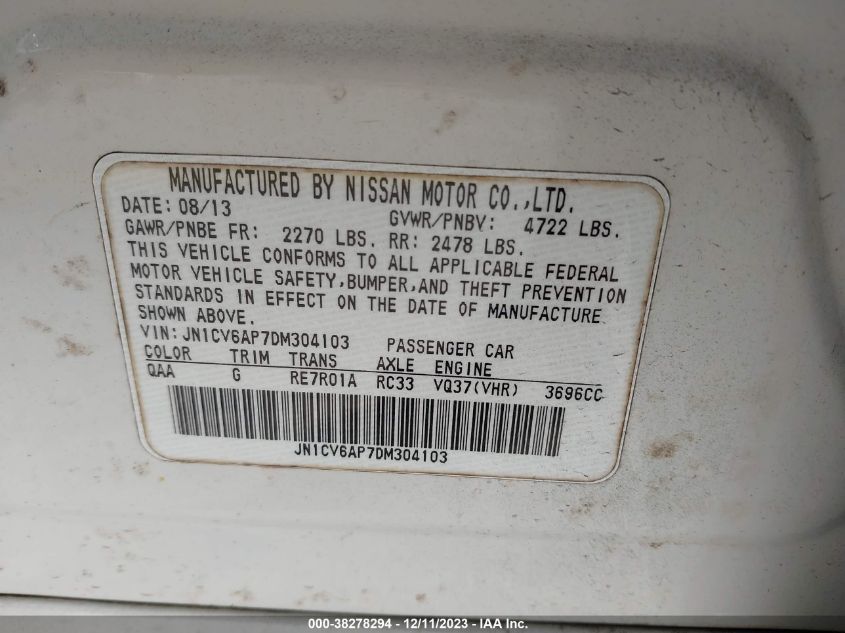 MANUFACTURED BY NISSAN MOTOR CO.,LTD.
DATE: 08/13 GVWR/PNBV: 4722 LBS.
GAWR/PNBE FR: 2270 LBS. RR: 2478 LBS.
THIS VEHICLE CONFORMS TO ALL APPLICABLE FEDERAL
MOTOR VEHICLE SAFETY,BUMPER,AND THEFT PREVENTION
STANDARDS IN EFFECT ON THE DATE OF MANUFACTURE
SHOWN ABOVE.
VIN:JN1CV6AP7DM304103 PASSENGER CAR
COLOR TRIM TRANS AXLE ENGINE
QAA G RE7R01A RC33 VQ37(VHR) 3696CC
JN1CV6AP7DM304103
000-38278294 - 12/11/2023 - IAA Inc.